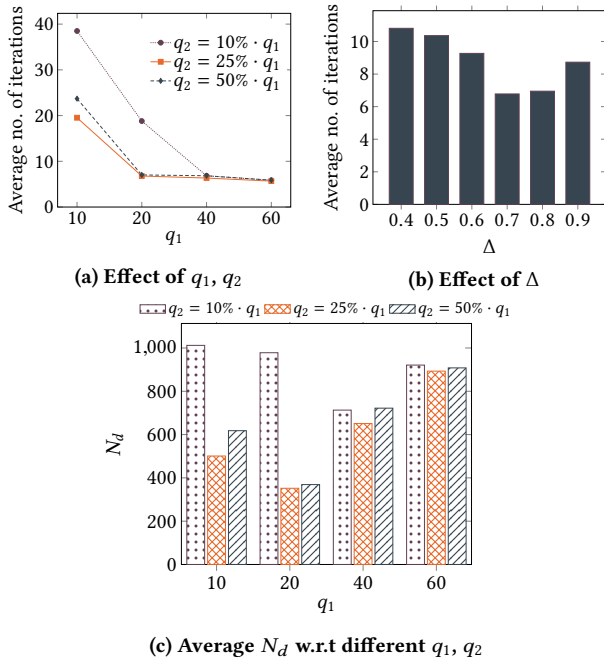 40
30
20
10
0
10 20 40 60
q₁
Average no. of iterations
q₂ = 10% · q₁
q₂ = 25% · q₁
q₂ = 50% · q₁
(a) Effect of q₁, q₂
10
8
6
4
2
0
0.4 0.5 0.6 0.7 0.8 0.9
Δ
Average no. of iterations
(b) Effect of Δ
q₂ = 10% · q₁ q₂ = 25% · q₁ q₂ = 50% · q₁
1,000
800
600
400
200
0
10 20 40 60
q₁
N_d
(c) Average N_d w.r.t different q₁, q₂